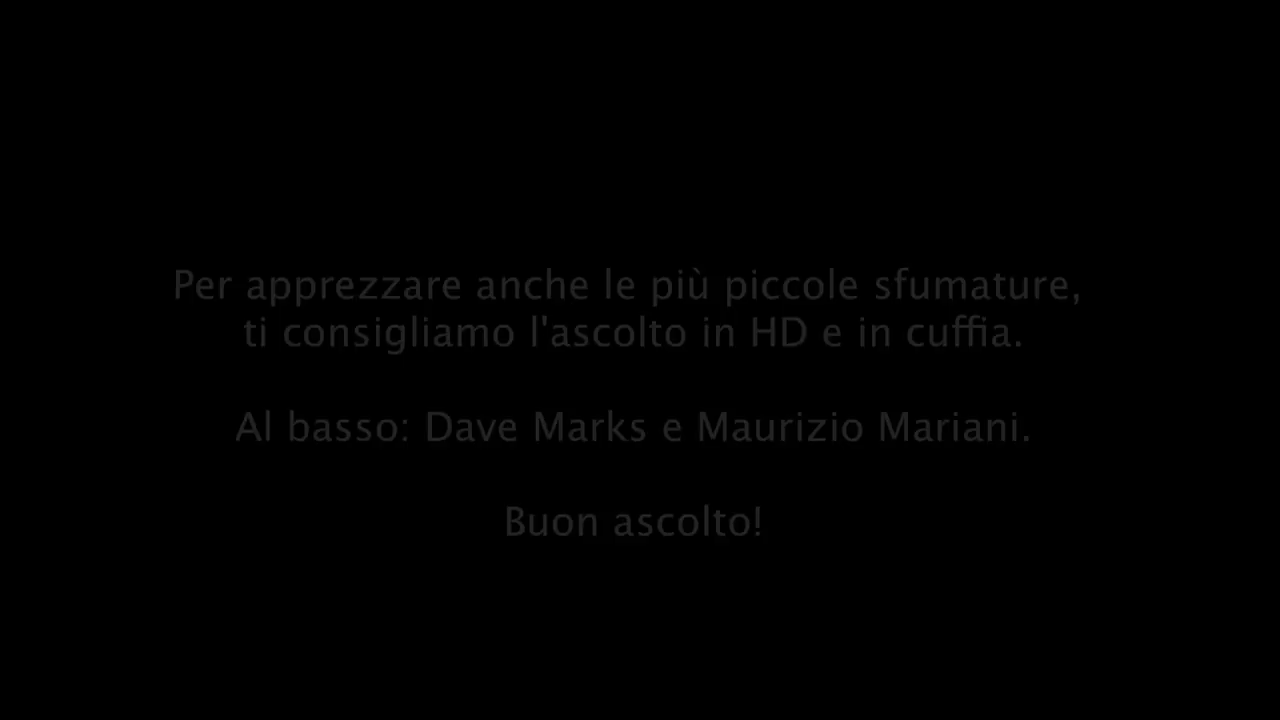 Per apprezzare anche le più piccole sfumature,
ti consigliamo l'ascolto in HD e in cuffia.
Al basso: Dave Marks e Maurizio Mariani.
Buon ascolto!